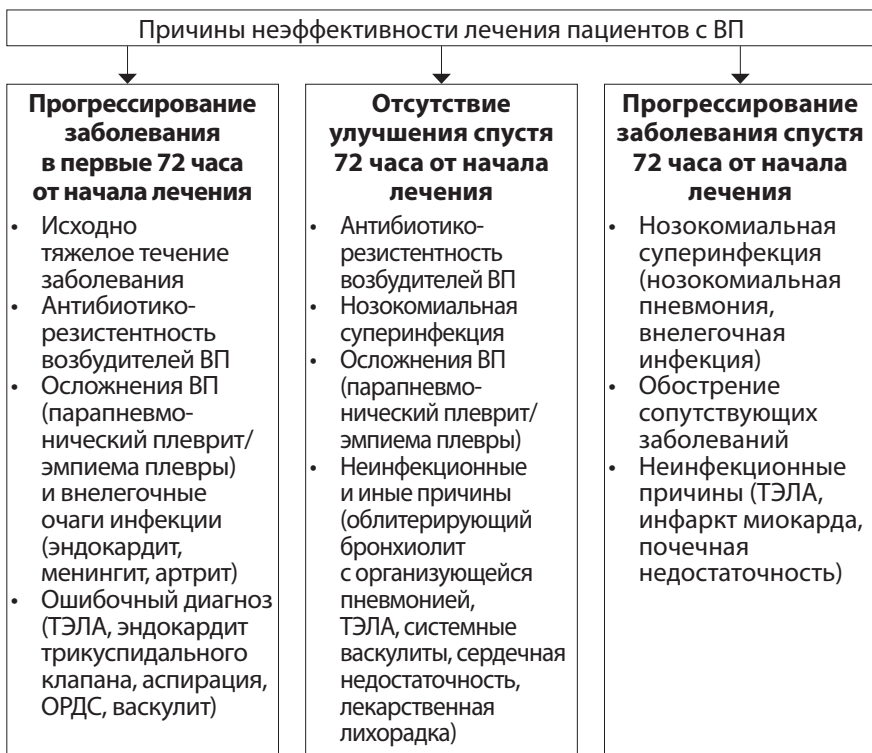 Причины неэффективности лечения пациентов с ВП
Прогрессирование
заболевания
в первые 72 часа
от начала лечения
• Исходно
тяжелое течение
заболевания
• Антибиотико-
резистентность
возбудителей ВП
• Осложнения ВП
(парапневмо-
нический плеврит/
эмпиема плевры)
и внелегочные
очаги инфекции
(эндокардит,
менингит, артрит)
• Ошибочный диагноз
(ТЭЛА, эндокардит
трикуспидального
клапана, аспирация,
ОРДС, васкулит)
Отсутствие
улучшения спустя
72 часа от начала
лечения
• Антибиотико-
резистентность
возбудителей ВП
• Нозокомиальная
суперинфекция
• Осложнения ВП
(парапневмо-
нический плеврит/
эмпиема плевры)
• Неинфекционные
и иные причины
(облитерирующий
бронхиолит
с организующейся
пневмонией,
ТЭЛА, системные
васкулиты, сердечная
недостаточность,
лекарственная
лихорадка)
Прогрессирование
заболевания спустя
72 часа от начала
лечения
• Нозокомиальная
суперинфекция
(нозокомиальная
пневмония,
внелегочная
инфекция)
• Обострение
сопутствующих
заболеваний
• Неинфекционные
причины (ТЭЛА,
инфаркт миокарда,
почечная
недостаточность)